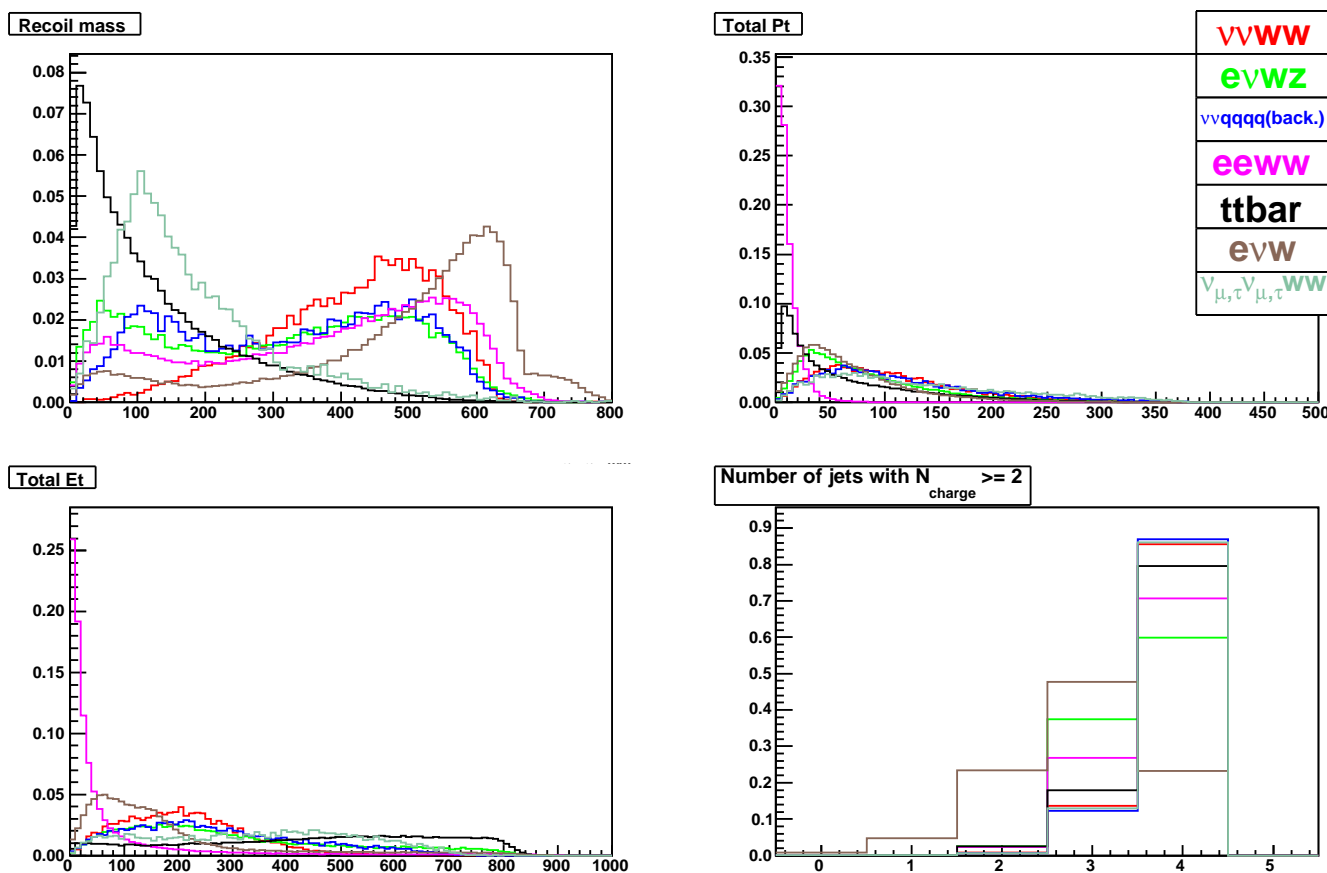 Recoil mass
0.08
0.07
0.06
0.05
0.04
0.03
0.02
0.01
0.00
0 100 200 300 400 500 600 700 800
Total Pt
0.35
0.30
0.25
0.20
0.15
0.10
0.05
0.00
0 50 100 150 200 250 300 350 400 450 500
ννww
eνwz
ννqqqq(back.)
eeww
ttbar
eνw
νμ,τνμ,τww
Total Et
0.25
0.20
0.15
0.10
0.05
0.00
0 100 200 300 400 500 600 700 800 900 1000
Number of jets with Ncharge >= 2
0.9
0.8
0.7
0.6
0.5
0.4
0.3
0.2
0.1
0.0
0 1 2 3 4 5